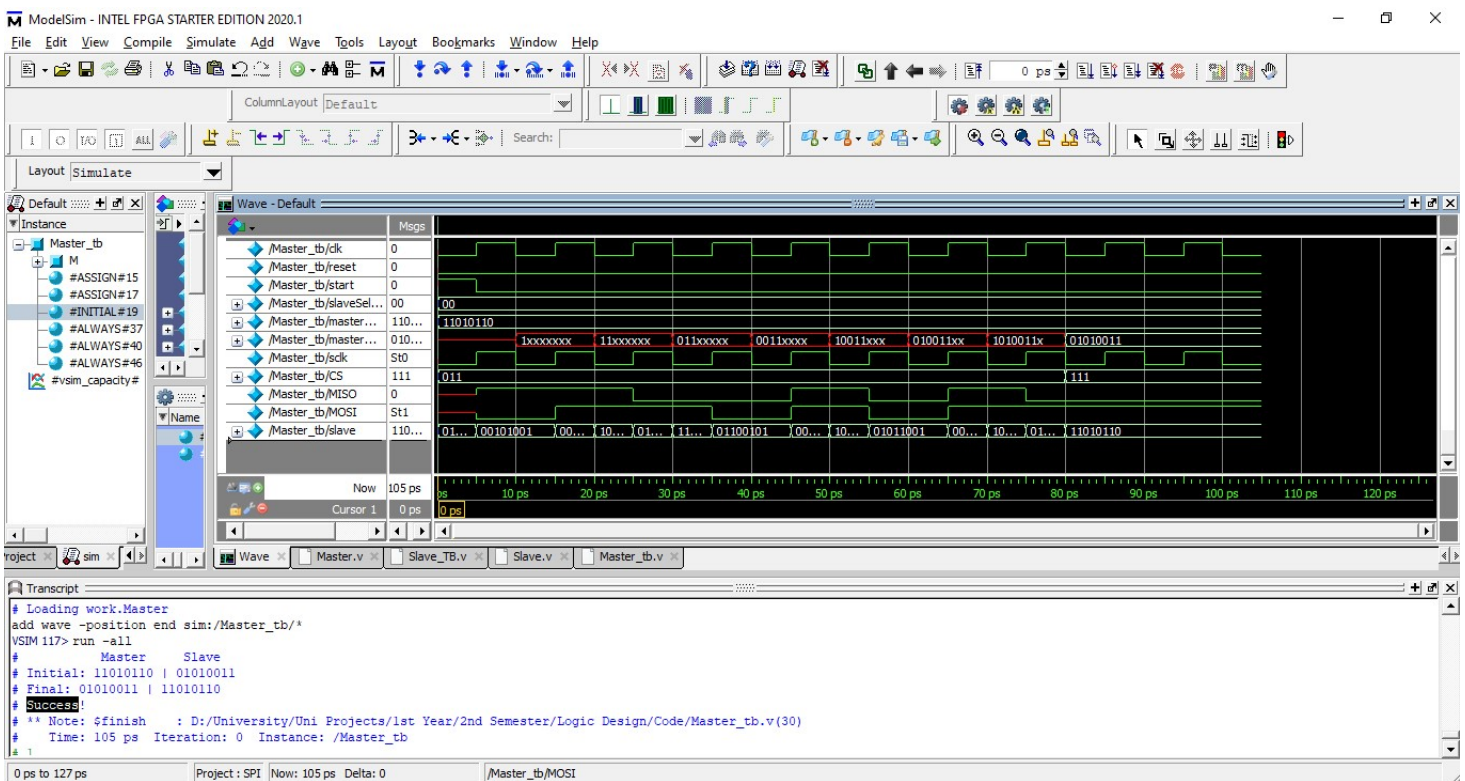 ModelSim - INTEL FPGA STARTER EDITION 2020.1
File Edit View Compile Simulate Add Wave Tools Layout Bookmarks Window Help
0 ps
ColumnLayout Default
I O I/O ALL Search:
Layout Simulate
Default Wave - Default
Instance Msgs
Master_tb
M
#ASSIGN#15
#ASSIGN#17
#INITIAL#19
#ALWAYS#37
#ALWAYS#40
#ALWAYS#46
#vsim_capacity#
Name
/Master_tb/clk 0
/Master_tb/reset 0
/Master_tb/start 0
/Master_tb/slaveSel... 00 00
/Master_tb/master... 110... 11010110
/Master_tb/master... 010... 1xxxxxxx 11xxxxxx 011xxxxx 0011xxxx 10011xxx 010011xx 1010011x 01010011
/Master_tb/sclk St0
/Master_tb/CS 111 011 111
/Master_tb/MISO 0
/Master_tb/MOSI St1
/Master_tb/slave 110... 01... 00101001 00... 10... 01... 11... 01100101 00... 10... 01011001 00... 10... 01... 11010110
Now 105 ps ps 10 ps 20 ps 30 ps 40 ps 50 ps 60 ps 70 ps 80 ps 90 ps 100 ps 110 ps 120 ps
Cursor 1 0 ps 0 ps
roject sim Wave Master.v Slave_TB.v Slave.v Master_tb.v
Transcript
# Loading work.Master
add wave -position end sim:/Master_tb/*
VSIM 117> run -all
# Master Slave
# Initial: 11010110 | 01010011
# Final: 01010011 | 11010110
# Success!
# ** Note: $finish : D:/University/Uni Projects/1st Year/2nd Semester/Logic Design/Code/Master_tb.v(30)
# Time: 105 ps Iteration: 0 Instance: /Master_tb
# 1
0 ps to 127 ps Project : SPI Now: 105 ps Delta: 0 /Master_tb/MOSI